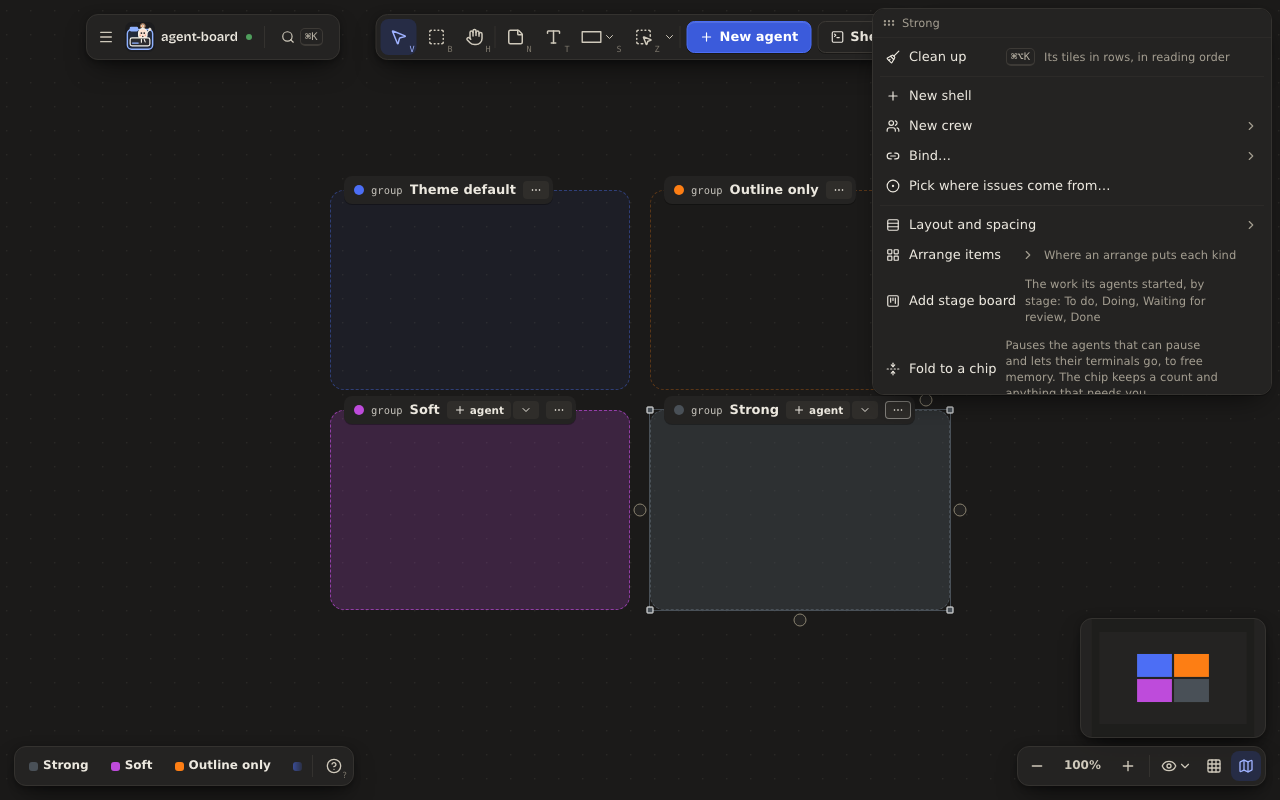 agent-board
⌘K
V
B
H
N
T
S
Z
New agent
Strong
Clean up
⌘⌥K
Its tiles in rows, in reading order
New shell
New crew
Bind…
Pick where issues come from…
Layout and spacing
Arrange items
Where an arrange puts each kind
Add stage board
The work its agents started, by
stage: To do, Doing, Waiting for
review, Done
Fold to a chip
Pauses the agents that can pause
and lets their terminals go, to free
memory. The chip keeps a count and
anything that needs you
group Theme default
group Outline only
group Soft
agent
group Strong
agent
Strong
Soft
Outline only
?
100%